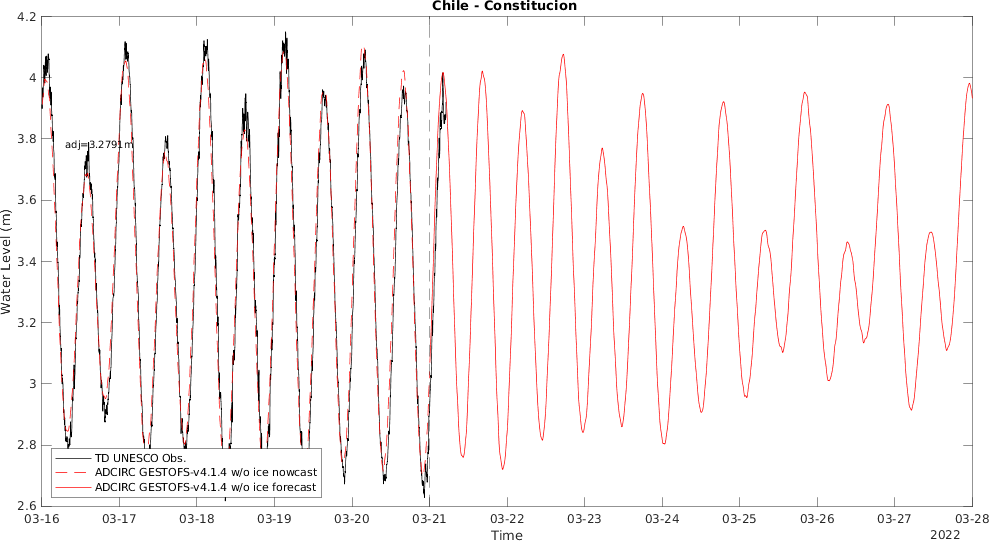 Chile - Constitucion
4.2
4
3.8
3.6
3.4
3.2
3
2.8
2.6
Water Level (m)
adj=3.2791m
TD UNESCO Obs.
ADCIRC GESTOFS-v4.1.4 w/o ice nowcast
ADCIRC GESTOFS-v4.1.4 w/o ice forecast
03-16 03-17 03-18 03-19 03-20 03-21 03-22 03-23 03-24 03-25 03-26 03-27 03-28
Time
2022